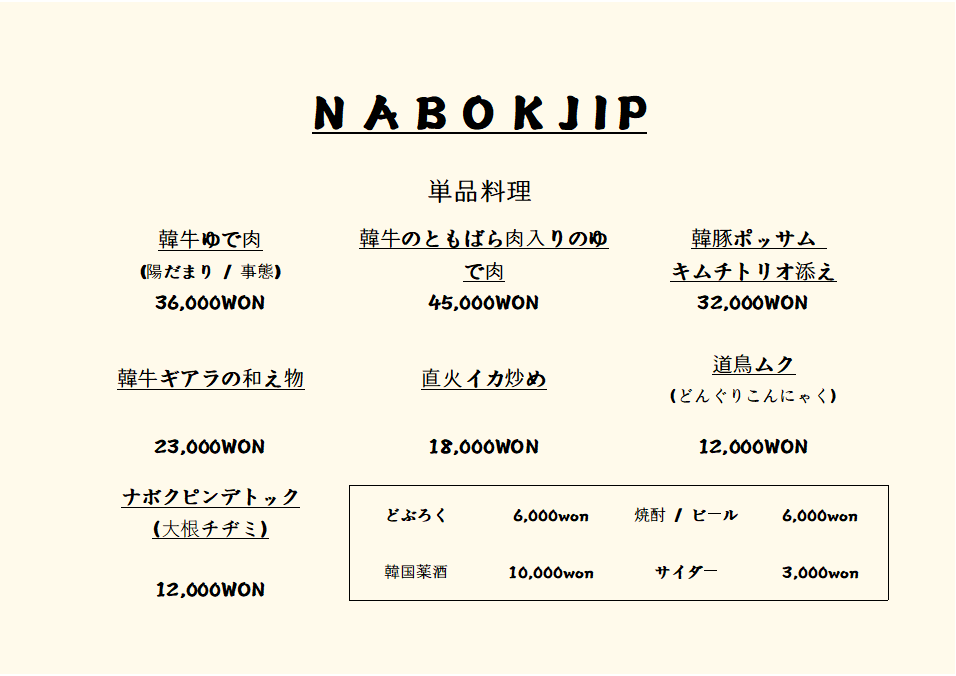 NABOKJIP
単品料理
韓牛ゆで肉
(陽だまり / 事態)
36,000WON
韓牛のともばら肉入りのゆ
で肉
45,000WON
韓豚ポッサム
キムチトリオ添え
32,000WON
韓牛ギアラの和え物
23,000WON
直火イカ炒め
18,000WON
道鳥ムク
(どんぐりこんにゃく)
12,000WON
ナボクピンデトック
(大根チヂミ)
12,000WON
どぶろく 6,000won 焼酎 / ビール 6,000won
韓国薬酒 10,000won サイダー 3,000won